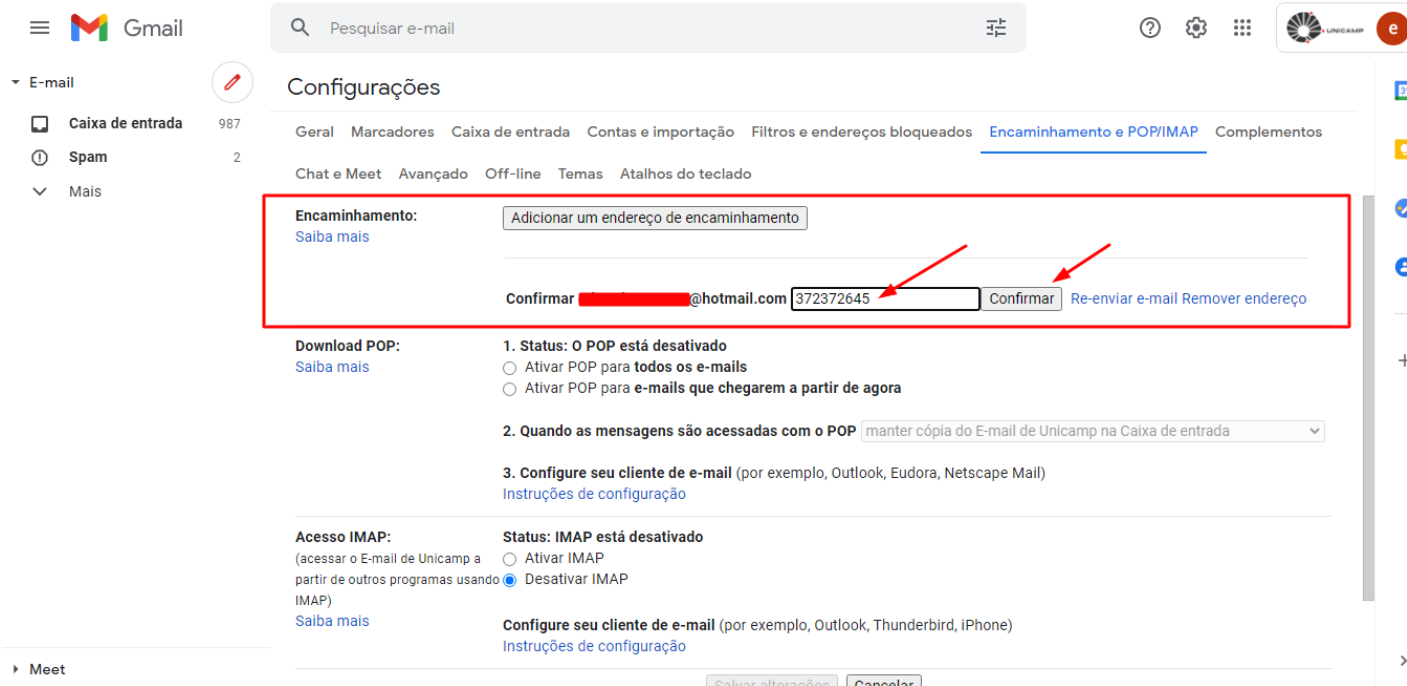 Gmail
Pesquisar e-mail
UNICAMP
e
E-mail
Caixa de entrada 987
Spam 2
Mais
Configurações
Geral Marcadores Caixa de entrada Contas e importação Filtros e endereços bloqueados Encaminhamento e POP/IMAP Complementos
Chat e Meet Avançado Off-line Temas Atalhos do teclado
Encaminhamento: Adicionar um endereço de encaminhamento
Saiba mais
Confirmar @hotmail.com 372372645 Confirmar Re-enviar e-mail Remover endereço
Download POP: 1. Status: O POP está desativado
Saiba mais Ativar POP para todos os e-mails
Ativar POP para e-mails que chegarem a partir de agora
2. Quando as mensagens são acessadas com o POP manter cópia do E-mail de Unicamp na Caixa de entrada
3. Configure seu cliente de e-mail (por exemplo, Outlook, Eudora, Netscape Mail)
Instruções de configuração
Acesso IMAP: Status: IMAP está desativado
(acessar o E-mail de Unicamp a Ativar IMAP
partir de outros programas usando Desativar IMAP
IMAP)
Saiba mais
Configure seu cliente de e-mail (por exemplo, Outlook, Thunderbird, iPhone)
Instruções de configuração
Meet
Salvar alterações Cancelar